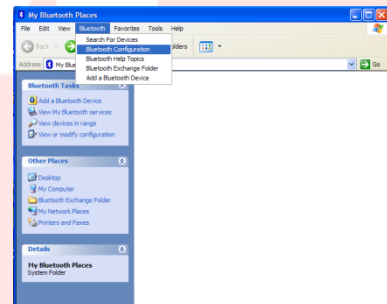 My Bluetooth Places
File Edit View Bluetooth Favorites Tools Help
Search For Devices
Bluetooth Configuration
Bluetooth Help Topics
Bluetooth Exchange Folder
Add a Bluetooth Device
Back
olders
Address My Blue
Go
Bluetooth Tasks
Add a Bluetooth Device
View My Bluetooth services
View devices in range
View or modify configuration
Other Places
Desktop
My Computer
Bluetooth Exchange Folder
My Network Places
Printers and Faxes
Details
My Bluetooth Places
System Folder